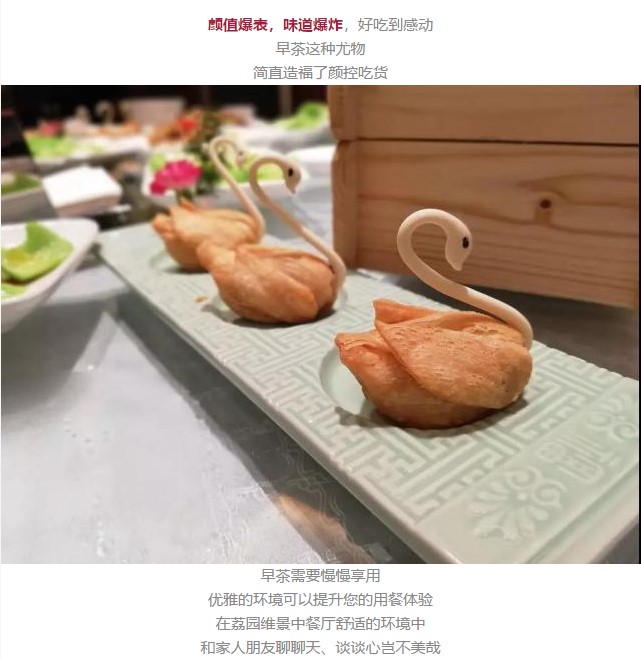 颜值爆表，味道爆炸，好吃到感动
早茶这种尤物
简直造福了颜控吃货
早茶需要慢慢享用
优雅的环境可以提升您的用餐体验
在荔园维景中餐厅舒适的环境中
和家人朋友聊聊天、谈谈心岂不美哉